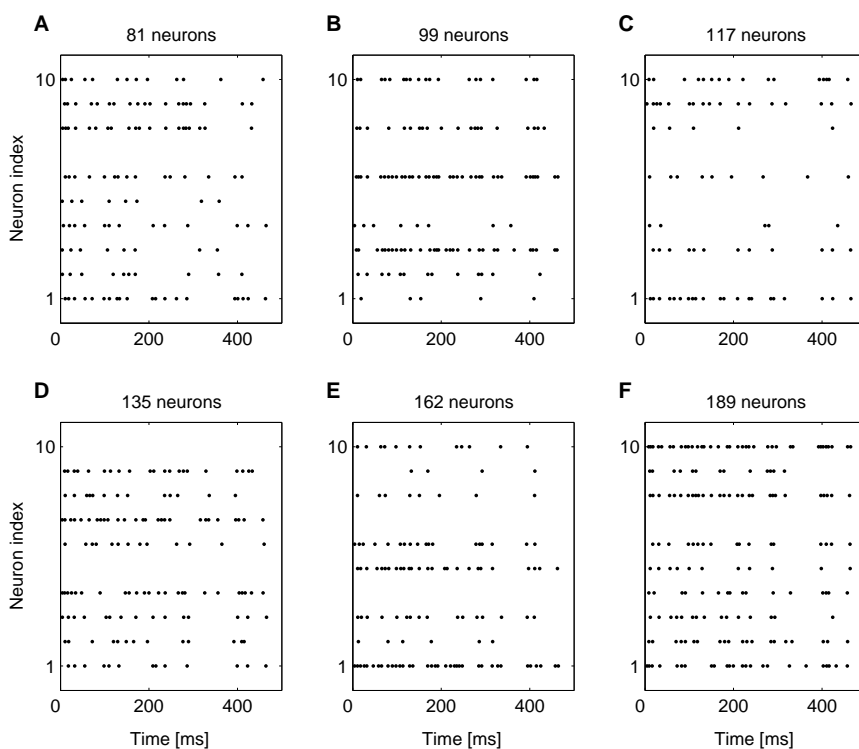 A
81 neurons
B
99 neurons
C
117 neurons
Neuron index
10
1
0
200
400
10
1
0
200
400
10
1
0
200
400
D
135 neurons
E
162 neurons
F
189 neurons
Neuron index
10
1
0
200
400
Time [ms]
10
1
0
200
400
Time [ms]
10
1
0
200
400
Time [ms]